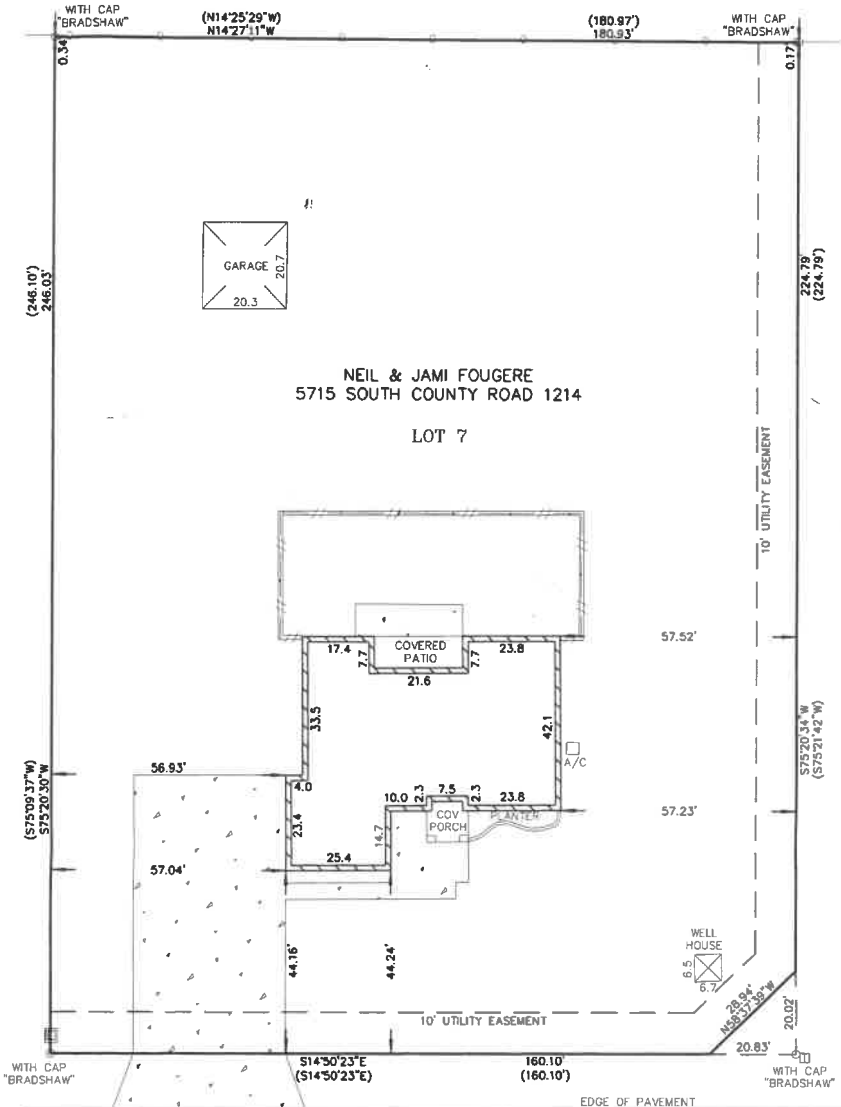 WITH CAP
"BRADSHAW"
(N14°25'29"W)
N14°27'11"W
(180.97')
180.93'
WITH CAP
"BRADSHAW"
0.34'
0.17'
(246.10')
246.03'
224.79'
(224.79')
GARAGE
20.7
20.3
NEIL & JAMI FOUGERE
5715 SOUTH COUNTY ROAD 1214
LOT 7
10' UTILITY EASEMENT
57.52'
17.4
7.7
COVERED
PATIO
7.7
23.8
21.6
33.5
42.1
A/C
S75°20'34"W
(S75°21'42"W)
(S75°09'37"W)
S75°20'30"W
56.93'
4.0
10.0
2.3
7.5
2.3
23.8
57.23'
COV
PORCH
PLANTER
23.4
14.7
25.4
57.04'
44.16'
44.24'
WELL
HOUSE
6.5
6.7
28.94'
N58°37'39"W
20.02'
20.83'
10' UTILITY EASEMENT
WITH CAP
"BRADSHAW"
S14°50'23"E
(S14°50'23"E)
160.10'
(160.10')
WITH CAP
"BRADSHAW"
EDGE OF PAVEMENT